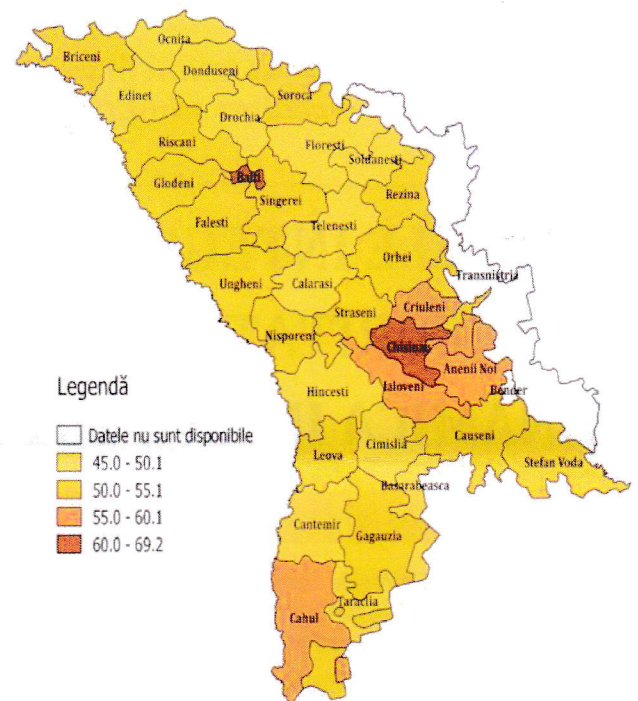 Ocnita
Briceni
Donduseni
Edinet
Soroca
Drochia
Floresti
Riscani
Soldanesti
Balti
Glodeni
Singerei
Rezina
Falesti
Telenesti
Orhei
Transnistria
Ungheni
Calarasi
Straseni
Criuleni
Nisporeni
Chisinau
Anenii Noi
Ialoveni
Bender
Hincesti
Causeni
Cimislia
Leova
Stefan Voda
Basarabeasca
Cantemir
Gagauzia
Taraclia
Cahul
Legendă
Datele nu sunt disponibile
45.0 - 50.1
50.0 - 55.1
55.0 - 60.1
60.0 - 69.2